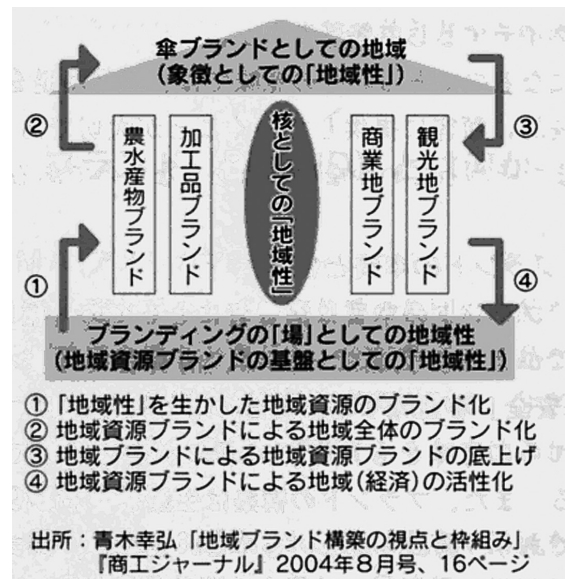 傘ブランドとしての地域
(象徴としての「地域性」)
②
③
農水産物ブランド
加工品ブランド
核としての「地域性」
商業地ブランド
観光地ブランド
①
④
ブランディングの「場」としての地域性
(地域資源ブランドの基盤としての「地域性」)
① 「地域性」を生かした地域資源のブランド化
② 地域資源ブランドによる地域全体のブランド化
③ 地域ブランドによる地域資源ブランドの底上げ
④ 地域資源ブランドによる地域(経済)の活性化
出所:青木幸弘「地域ブランド構築の視点と枠組み」
『商工ジャーナル』2004年8月号、16ページ